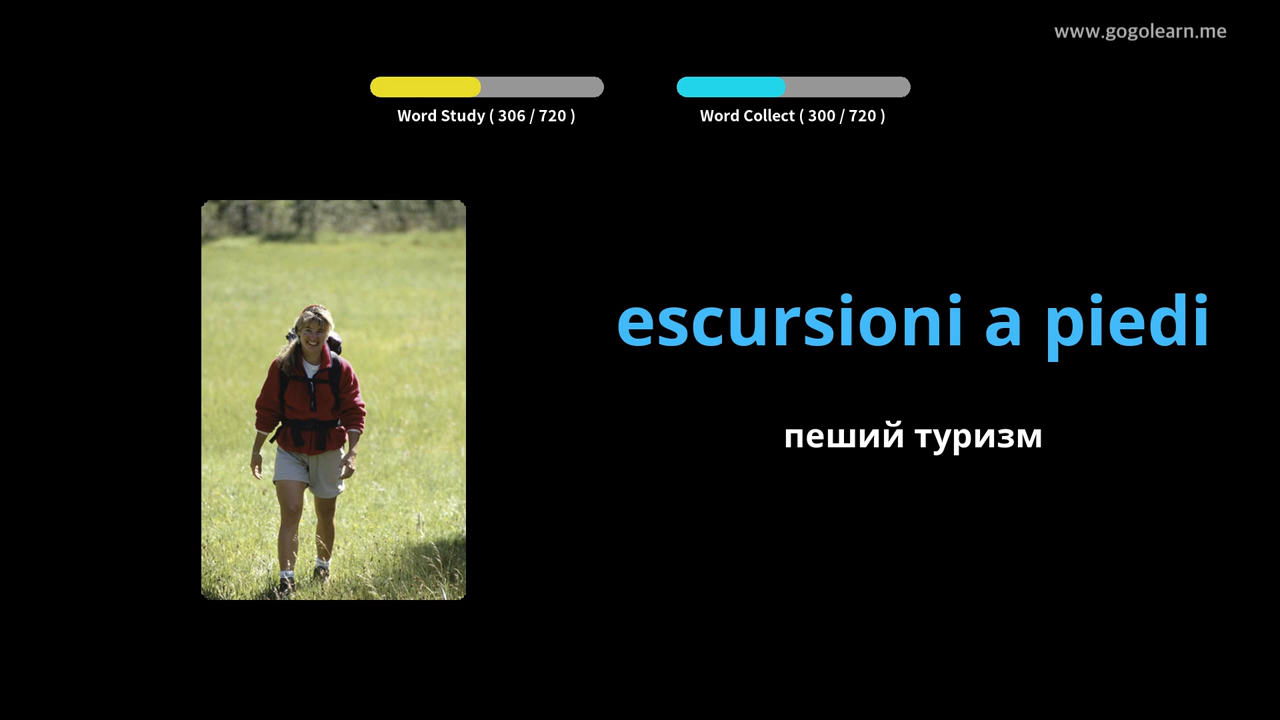 www.gogolearn.me
Word Study ( 306 / 720 )
Word Collect ( 300 / 720 )
escursioni a piedi
пеший туризм